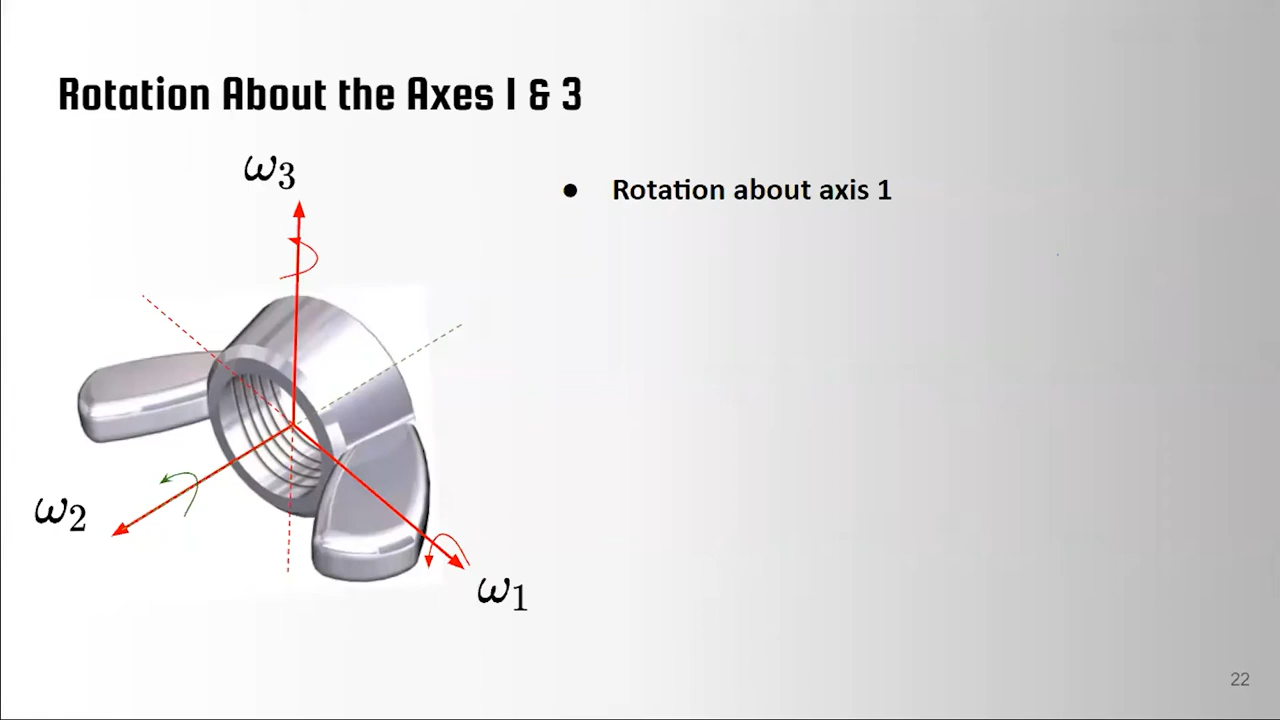 Rotation About the Axes 1 & 3
ω₃
● Rotation about axis 1
ω₂
ω₁
22